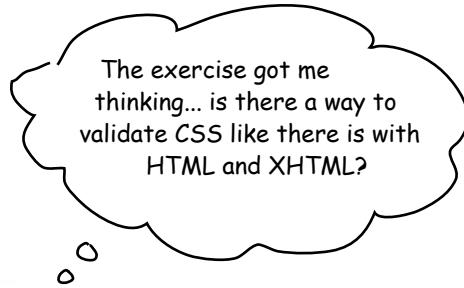 The exercise got me
thinking... is there a way to
validate CSS like there is with
HTML and XHTML?